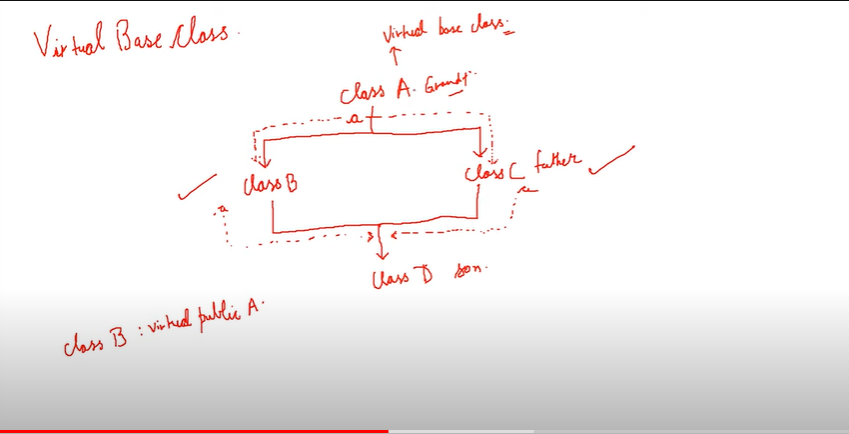 Virtual Base Class.
Virtual base class.
Class A. Grandf.
a
Class B
Class C father
a
a
Class D son.
class B : virtual public A.